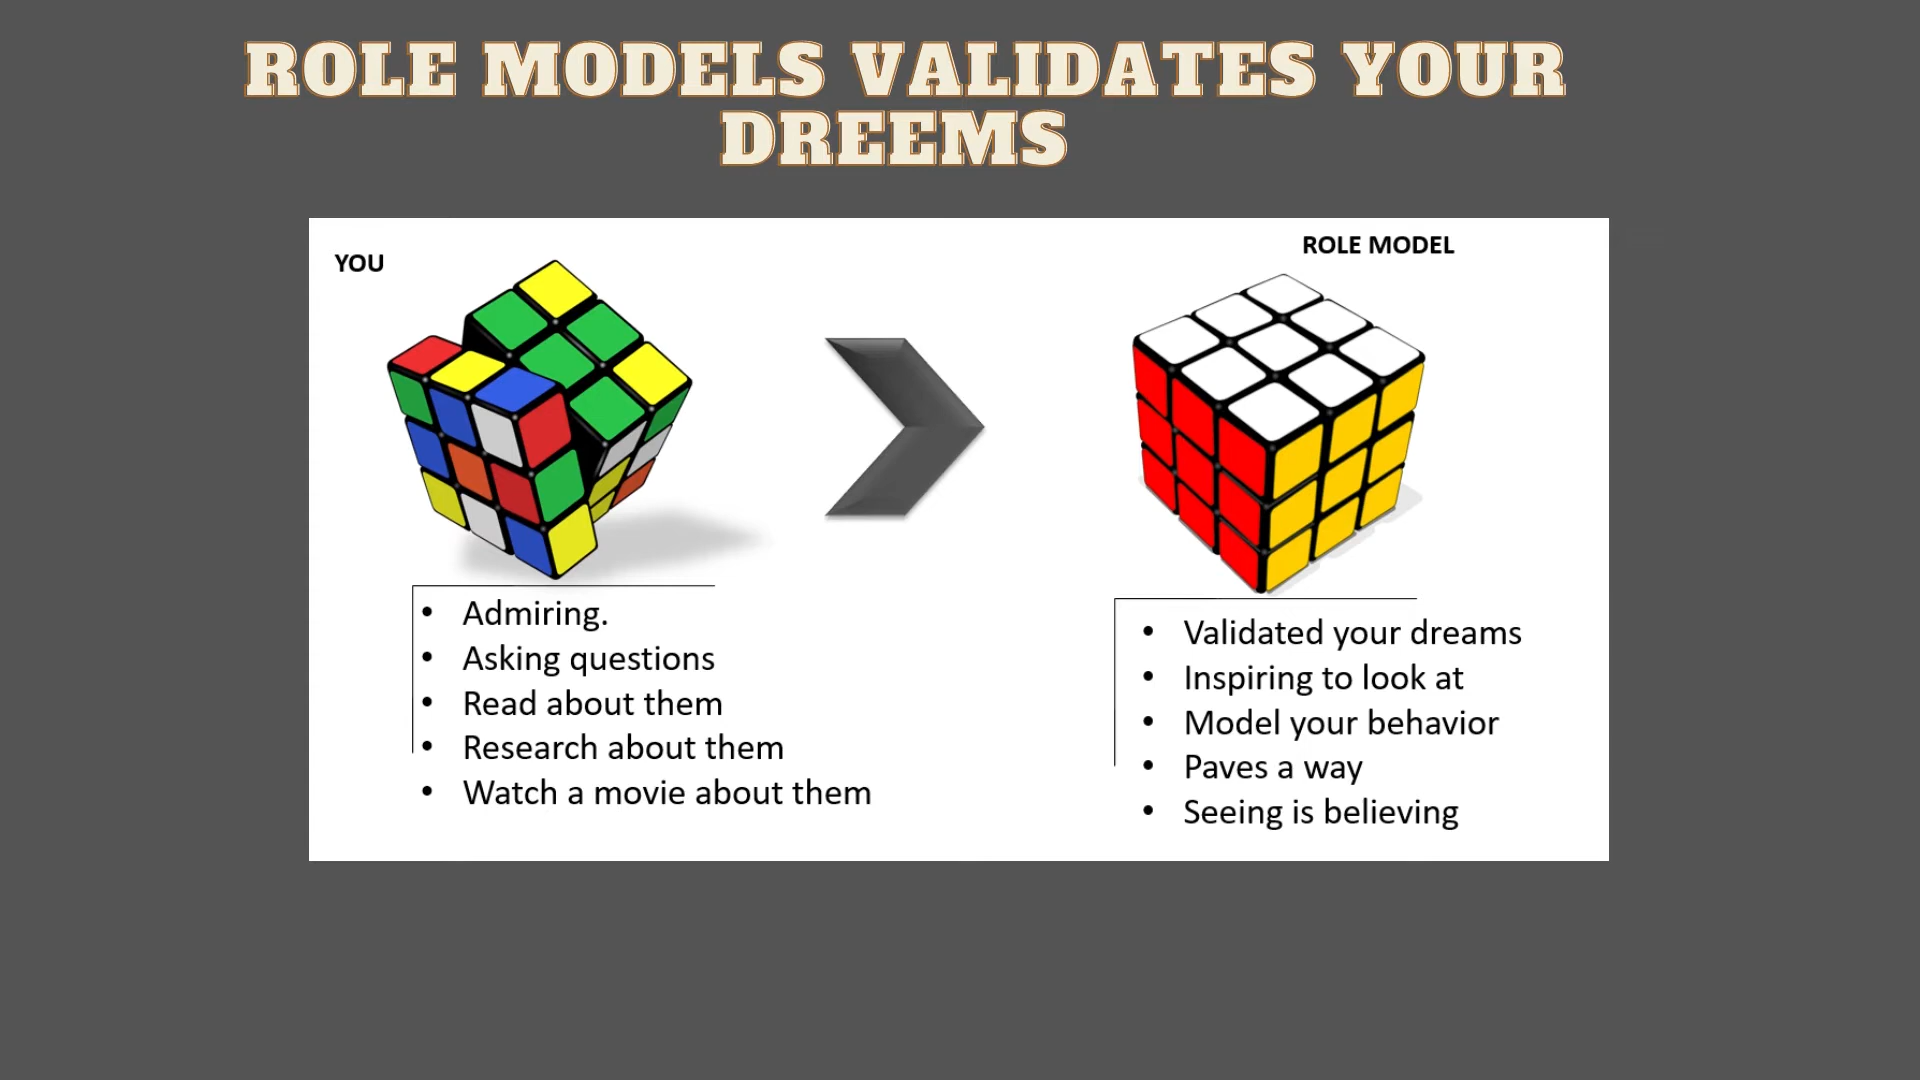 ROLE MODELS VALIDATES YOUR
DREEMS
YOU
• Admiring.
• Asking questions
• Read about them
• Research about them
• Watch a movie about them
ROLE MODEL
• Validated your dreams
• Inspiring to look at
• Model your behavior
• Paves a way
• Seeing is believing